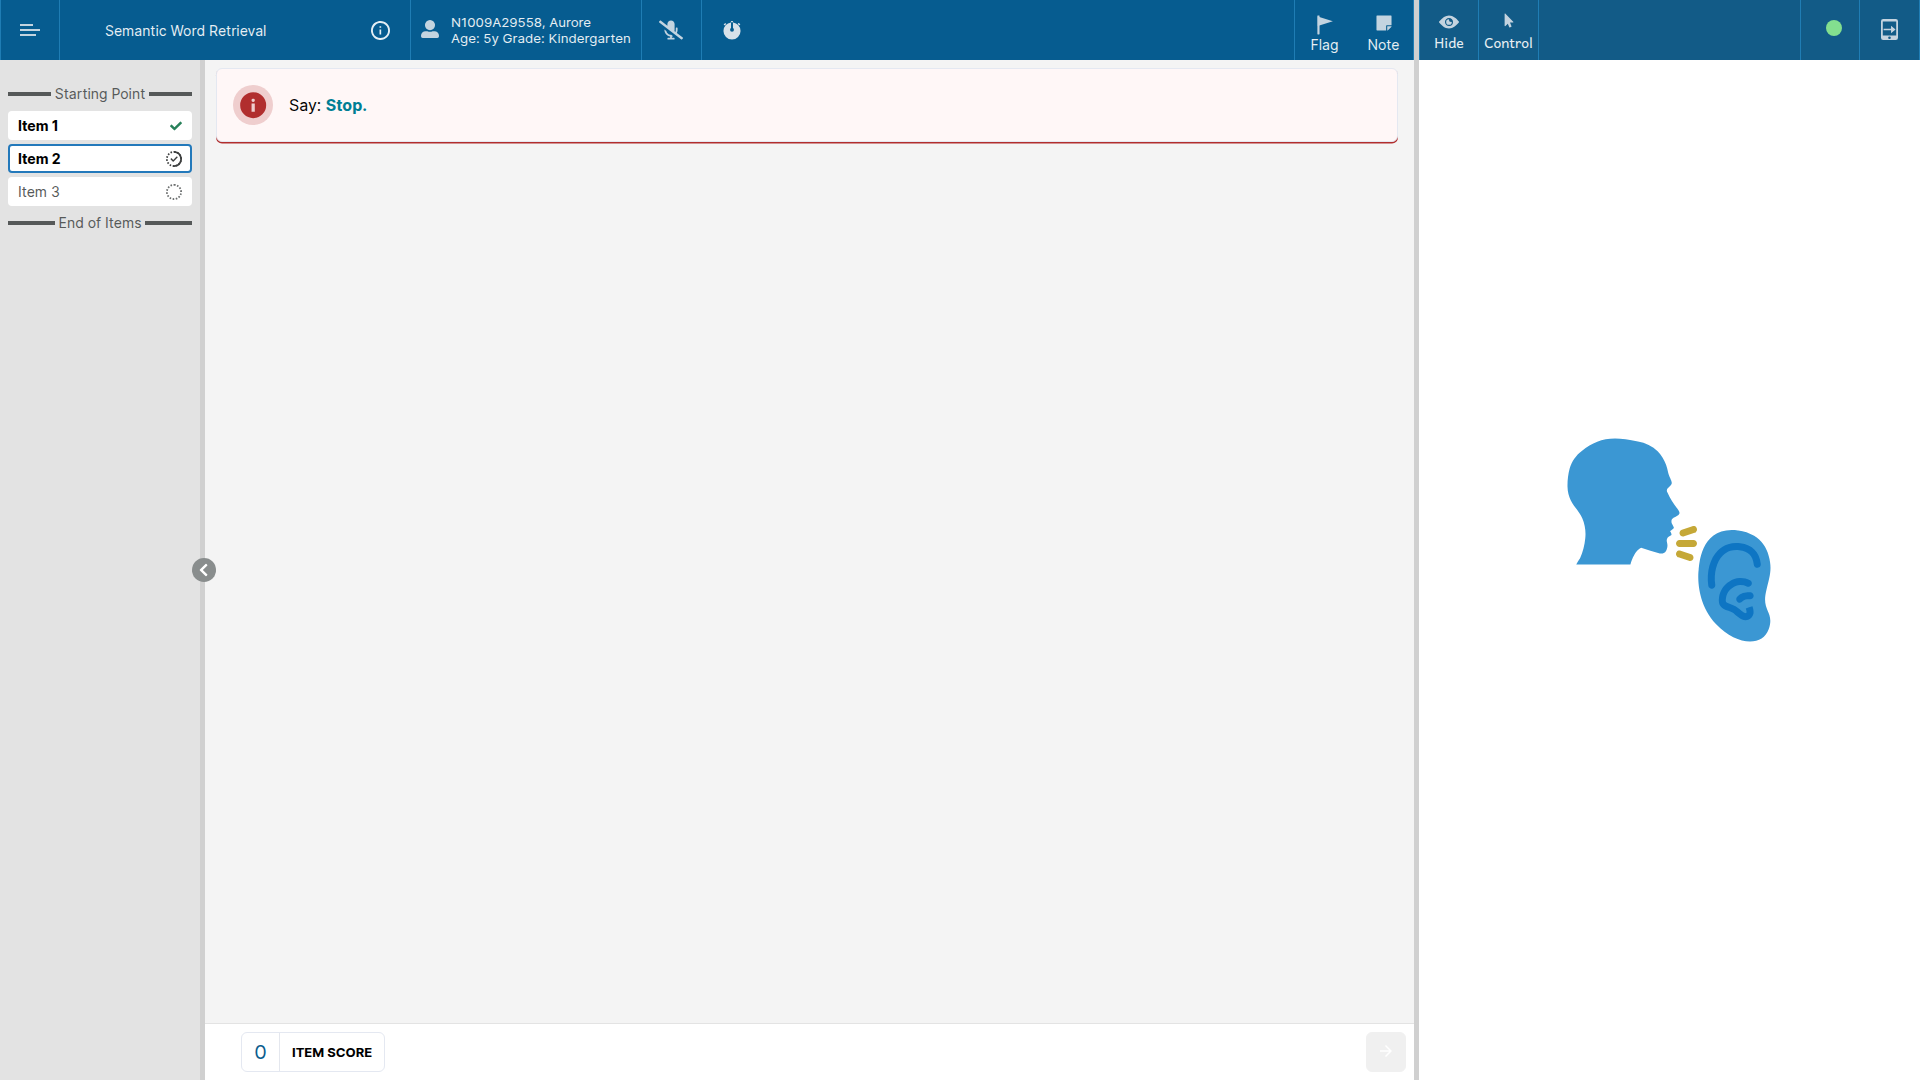 Semantic Word Retrieval
N1009A29558, Aurore
Age: 5y Grade: Kindergarten
Flag
Note
Hide
Control
Starting Point
Item 1
Item 2
Item 3
End of Items
Say: Stop.
0
ITEM SCORE